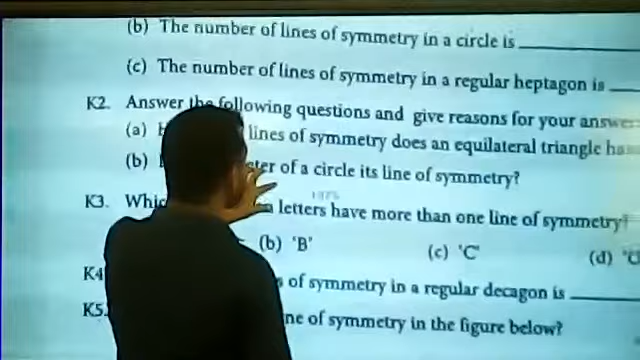 (b) The number of lines of symmetry in a circle is
(c) The number of lines of symmetry in a regular heptagon is
K2. Answer the following questions and give reasons for your answer
(a) lines of symmetry does an equilateral triangle
(b) of a circle its line of symmetry?
K3. letters have more than one line of symmetry?
(b) 'B' (c) 'C' (d)
K4 of symmetry in a regular decagon is
K5. of symmetry in the figure below?